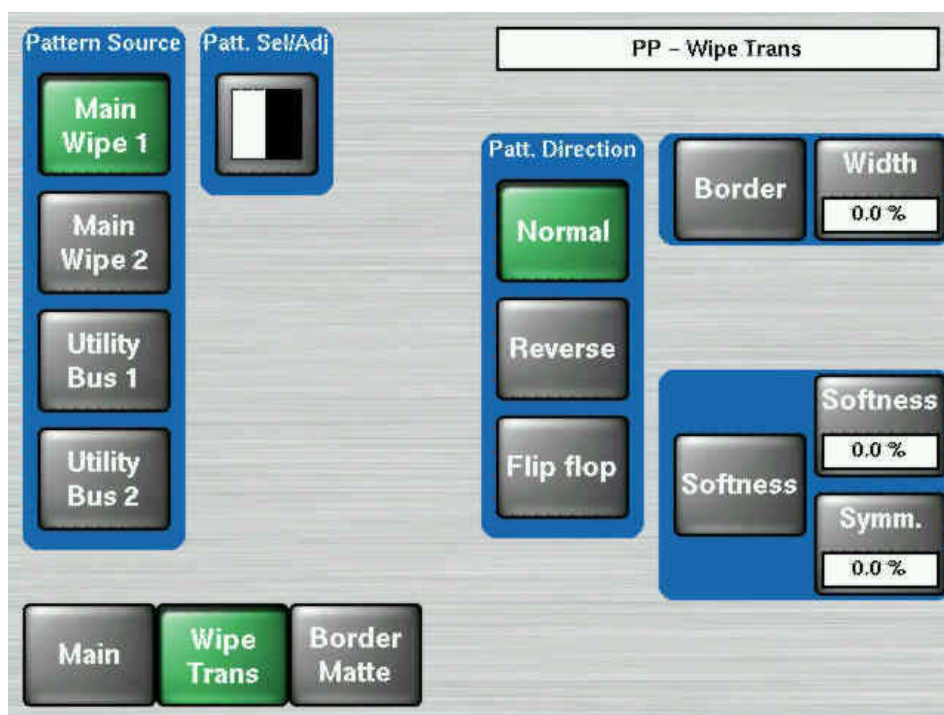 Pattern Source
Patt. Sel/Adj
PP - Wipe Trans
Main
Wipe 1
Main
Wipe 2
Utility
Bus 1
Utility
Bus 2
Patt. Direction
Normal
Reverse
Flip flop
Border
Width
0.0 %
Softness
Softness
0.0 %
Symm.
0.0 %
Main
Wipe
Trans
Border
Matte